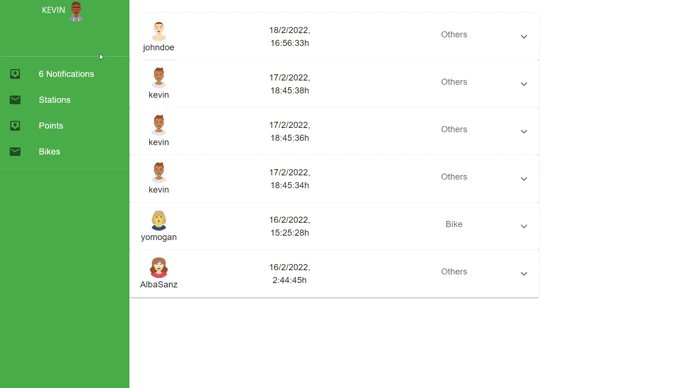 KEVIN
6 Notifications
Stations
Points
Bikes
johndoe
18/2/2022,
16:56:33h
Others
kevin
17/2/2022,
18:45:38h
Others
kevin
17/2/2022,
18:45:36h
Others
kevin
17/2/2022,
18:45:34h
Others
yomogan
16/2/2022,
15:25:28h
Bike
AlbaSanz
16/2/2022,
2:44:45h
Others